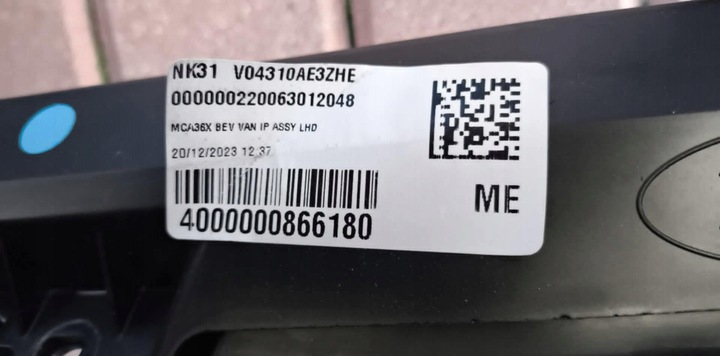 NK31 V04310AE3ZHE
000000220063012048
MCA36X BEV VAN IP ASSY LHD
20/12/2023 12:37
ME
4000000866180